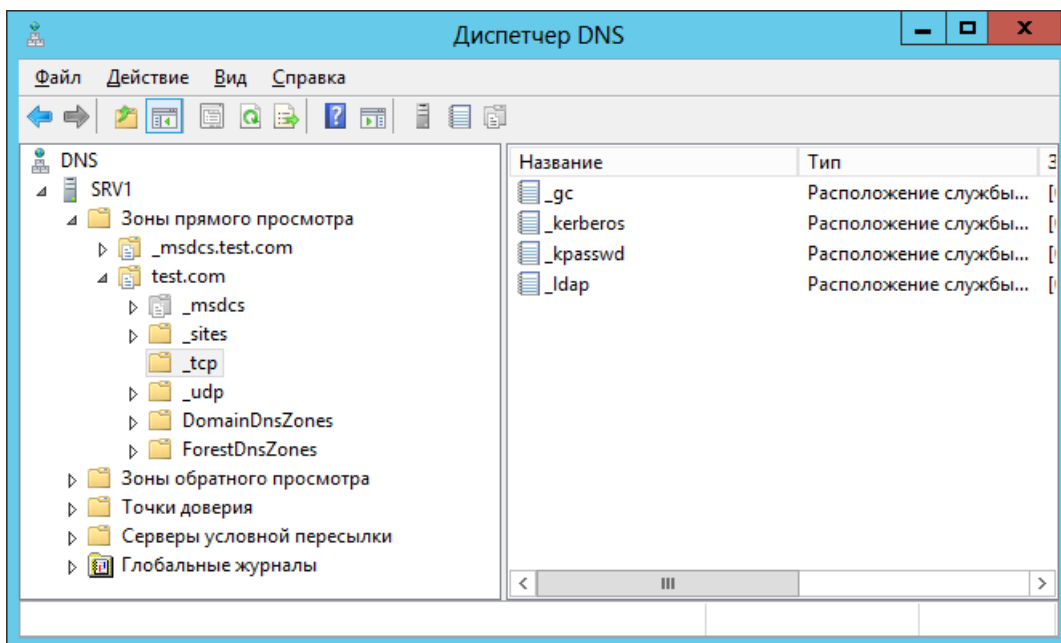 Диспетчер DNS
Файл Действие Вид Справка
DNS
SRV1
Зоны прямого просмотра
_msdcs.test.com
test.com
_msdcs
_sites
_tcp
_udp
DomainDnsZones
ForestDnsZones
Зоны обратного просмотра
Точки доверия
Серверы условной пересылки
Глобальные журналы
Название Тип
_gc Расположение службы...
_kerberos Расположение службы...
_kpasswd Расположение службы...
_ldap Расположение службы...